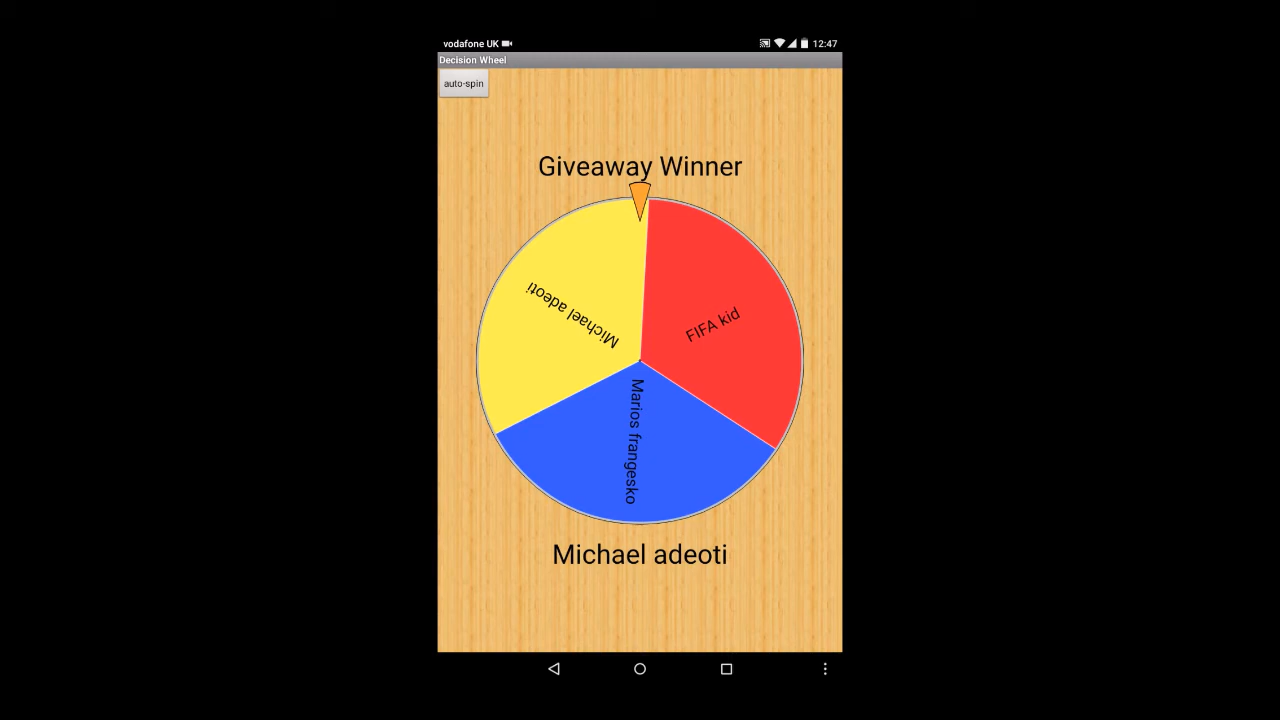 vodafone UK
12:47
Decision Wheel
auto-spin
Giveaway Winner
Michael adeoti
FIFA kid
Marios frangesko
Michael adeoti